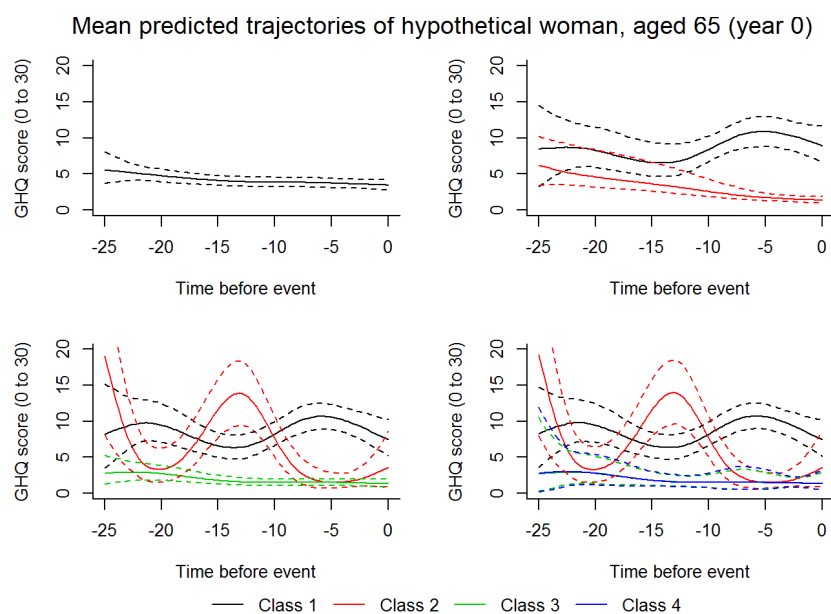 Mean predicted trajectories of hypothetical woman, aged 65 (year 0)
GHQ score (0 to 30)
20
15
10
5
0
-25 -20 -15 -10 -5 0
Time before event
GHQ score (0 to 30)
20
15
10
5
0
-25 -20 -15 -10 -5 0
Time before event
GHQ score (0 to 30)
20
15
10
5
0
-25 -20 -15 -10 -5 0
Time before event
GHQ score (0 to 30)
20
15
10
5
0
-25 -20 -15 -10 -5 0
Time before event
Class 1 Class 2 Class 3 Class 4